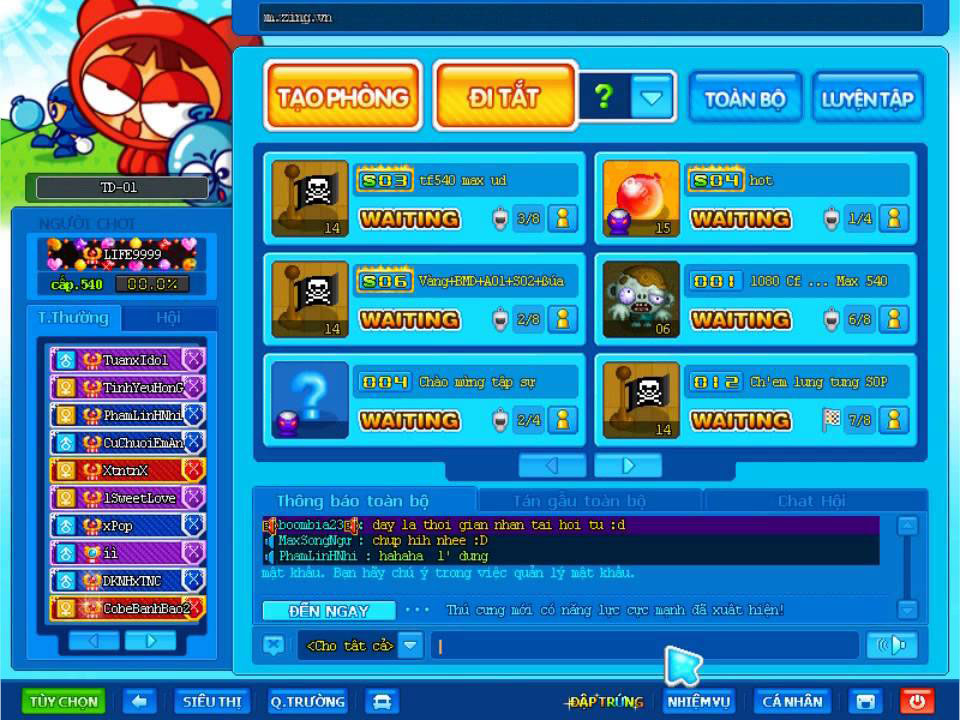 m.zing.vn
TẠO PHÒNG
ĐI TẮT
?
TOÀN BỘ
LUYỆN TẬP
TD-01
NGƯỜI CHƠI
LIFE9999
cấp.540 00.0%
T.Thường Hội
TuanxIdol
TinhYeuHonG
PhamLinHNhi
CuChuoiEmAn
XtntnX
lSweetLove
xPop
íì
DKNHxTNC
CobeBanhBao2
S03 tf540 max ud
14 WAITING 3/8
S04 hot
15 WAITING 1/4
S06 Vàng+BMD+A01+S02+Búa
14 WAITING 2/8
001 1080 Cf ... Max 540
06 WAITING 6/8
004 Chào mừng tập sự
WAITING 2/4
012 Ch'em lung tung SOP
14 WAITING 7/8
Thông báo toàn bộ Tán gẫu toàn bộ Chat Hội
boombia23 : day la thoi gian nhan tai hoi tu :d
MaxSongNgu : chup hih nhee :D
PhamLinHNhi : hahaha l' dung
mật khẩu. Bạn hãy chú ý trong việc quản lý mật khẩu.
ĐẾN NGAY ••• Thú cưng mới có năng lực cực mạnh đã xuất hiện!
<Cho tất cả>
TÙY CHỌN SIÊU THỊ Q.TRƯỜNG ĐẬP TRỨNG NHIỆM VỤ CÁ NHÂN